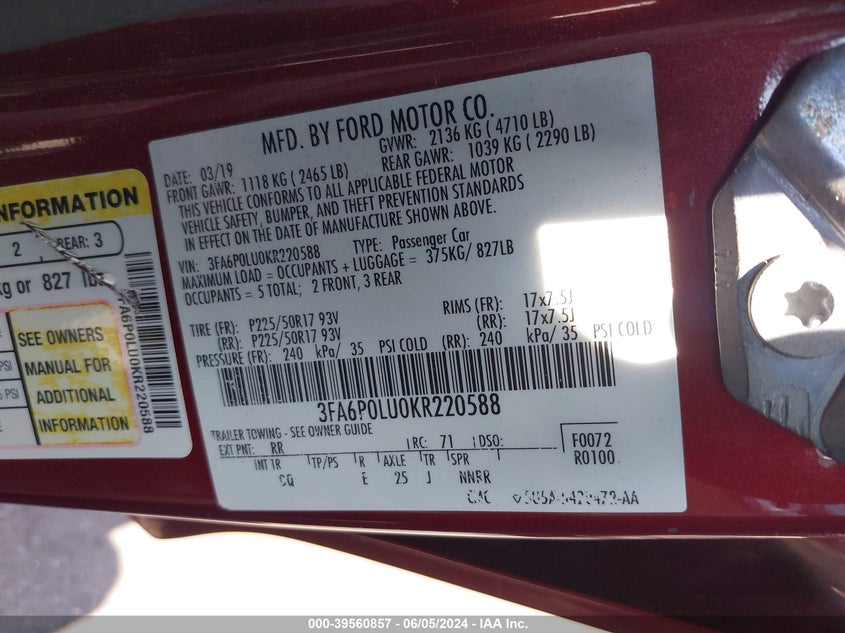 MFD. BY FORD MOTOR CO.
DATE: 03/19 GVWR: 2136 KG ( 4710 LB)
FRONT GAWR: 1118 KG ( 2465 LB) REAR GAWR: 1039 KG ( 2290 LB)
THIS VEHICLE CONFORMS TO ALL APPLICABLE FEDERAL MOTOR
VEHICLE SAFETY, BUMPER, AND THEFT PREVENTION STANDARDS
IN EFFECT ON THE DATE OF MANUFACTURE SHOWN ABOVE.
VIN: 3FA6P0LU0KR220588 TYPE: Passenger Car
MAXIMUM LOAD = OCCUPANTS + LUGGAGE = 375KG/ 827LB
OCCUPANTS = 5 TOTAL; 2 FRONT, 3 REAR
TIRE (FR): P225/50R17 93V RIMS (FR): 17x7.5J
(RR): P225/50R17 93V (RR): 17x7.5J
PRESSURE (FR): 240 kPa/ 35 PSI COLD (RR): 240 kPa/ 35 PSI COLD
3FA6P0LU0KR220588
TRAILER TOWING - SEE OWNER GUIDE
EXT PNT: RR RC: 71 DSO: F0072
INT TR TP/PS R AXLE TR SPR R0100
CQ E 25 J NNRR
INFORMATION
2 REAR: 3
kg or 827 lbs
SEE OWNERS
MANUAL FOR
ADDITIONAL
INFORMATION
PSI
PSI
3FA6P0LU0KR220588
000-39560857 | 06/05/2024 - IAA Inc.